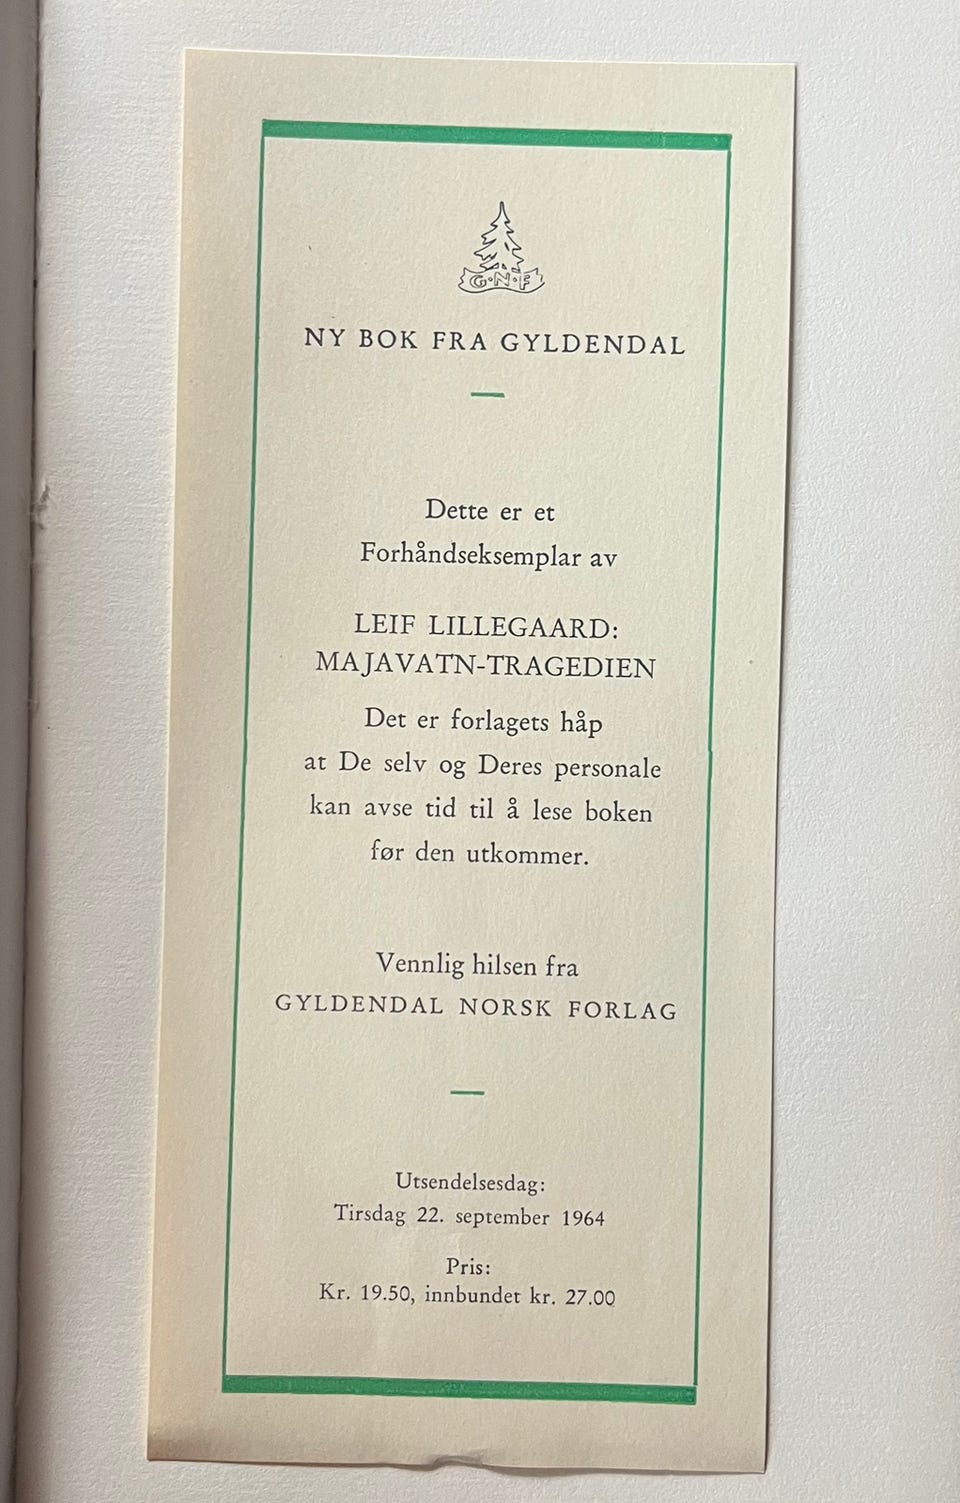 G·N·F
NY BOK FRA GYLDENDAL
Dette er et
Forhåndseksemplar av
LEIF LILLEGAARD:
MAJAVATN-TRAGEDIEN
Det er forlagets håp
at De selv og Deres personale
kan avse tid til å lese boken
før den utkommer.
Vennlig hilsen fra
GYLDENDAL NORSK FORLAG
Utsendelsesdag:
Tirsdag 22. september 1964
Pris:
Kr. 19.50, innbundet kr. 27.00